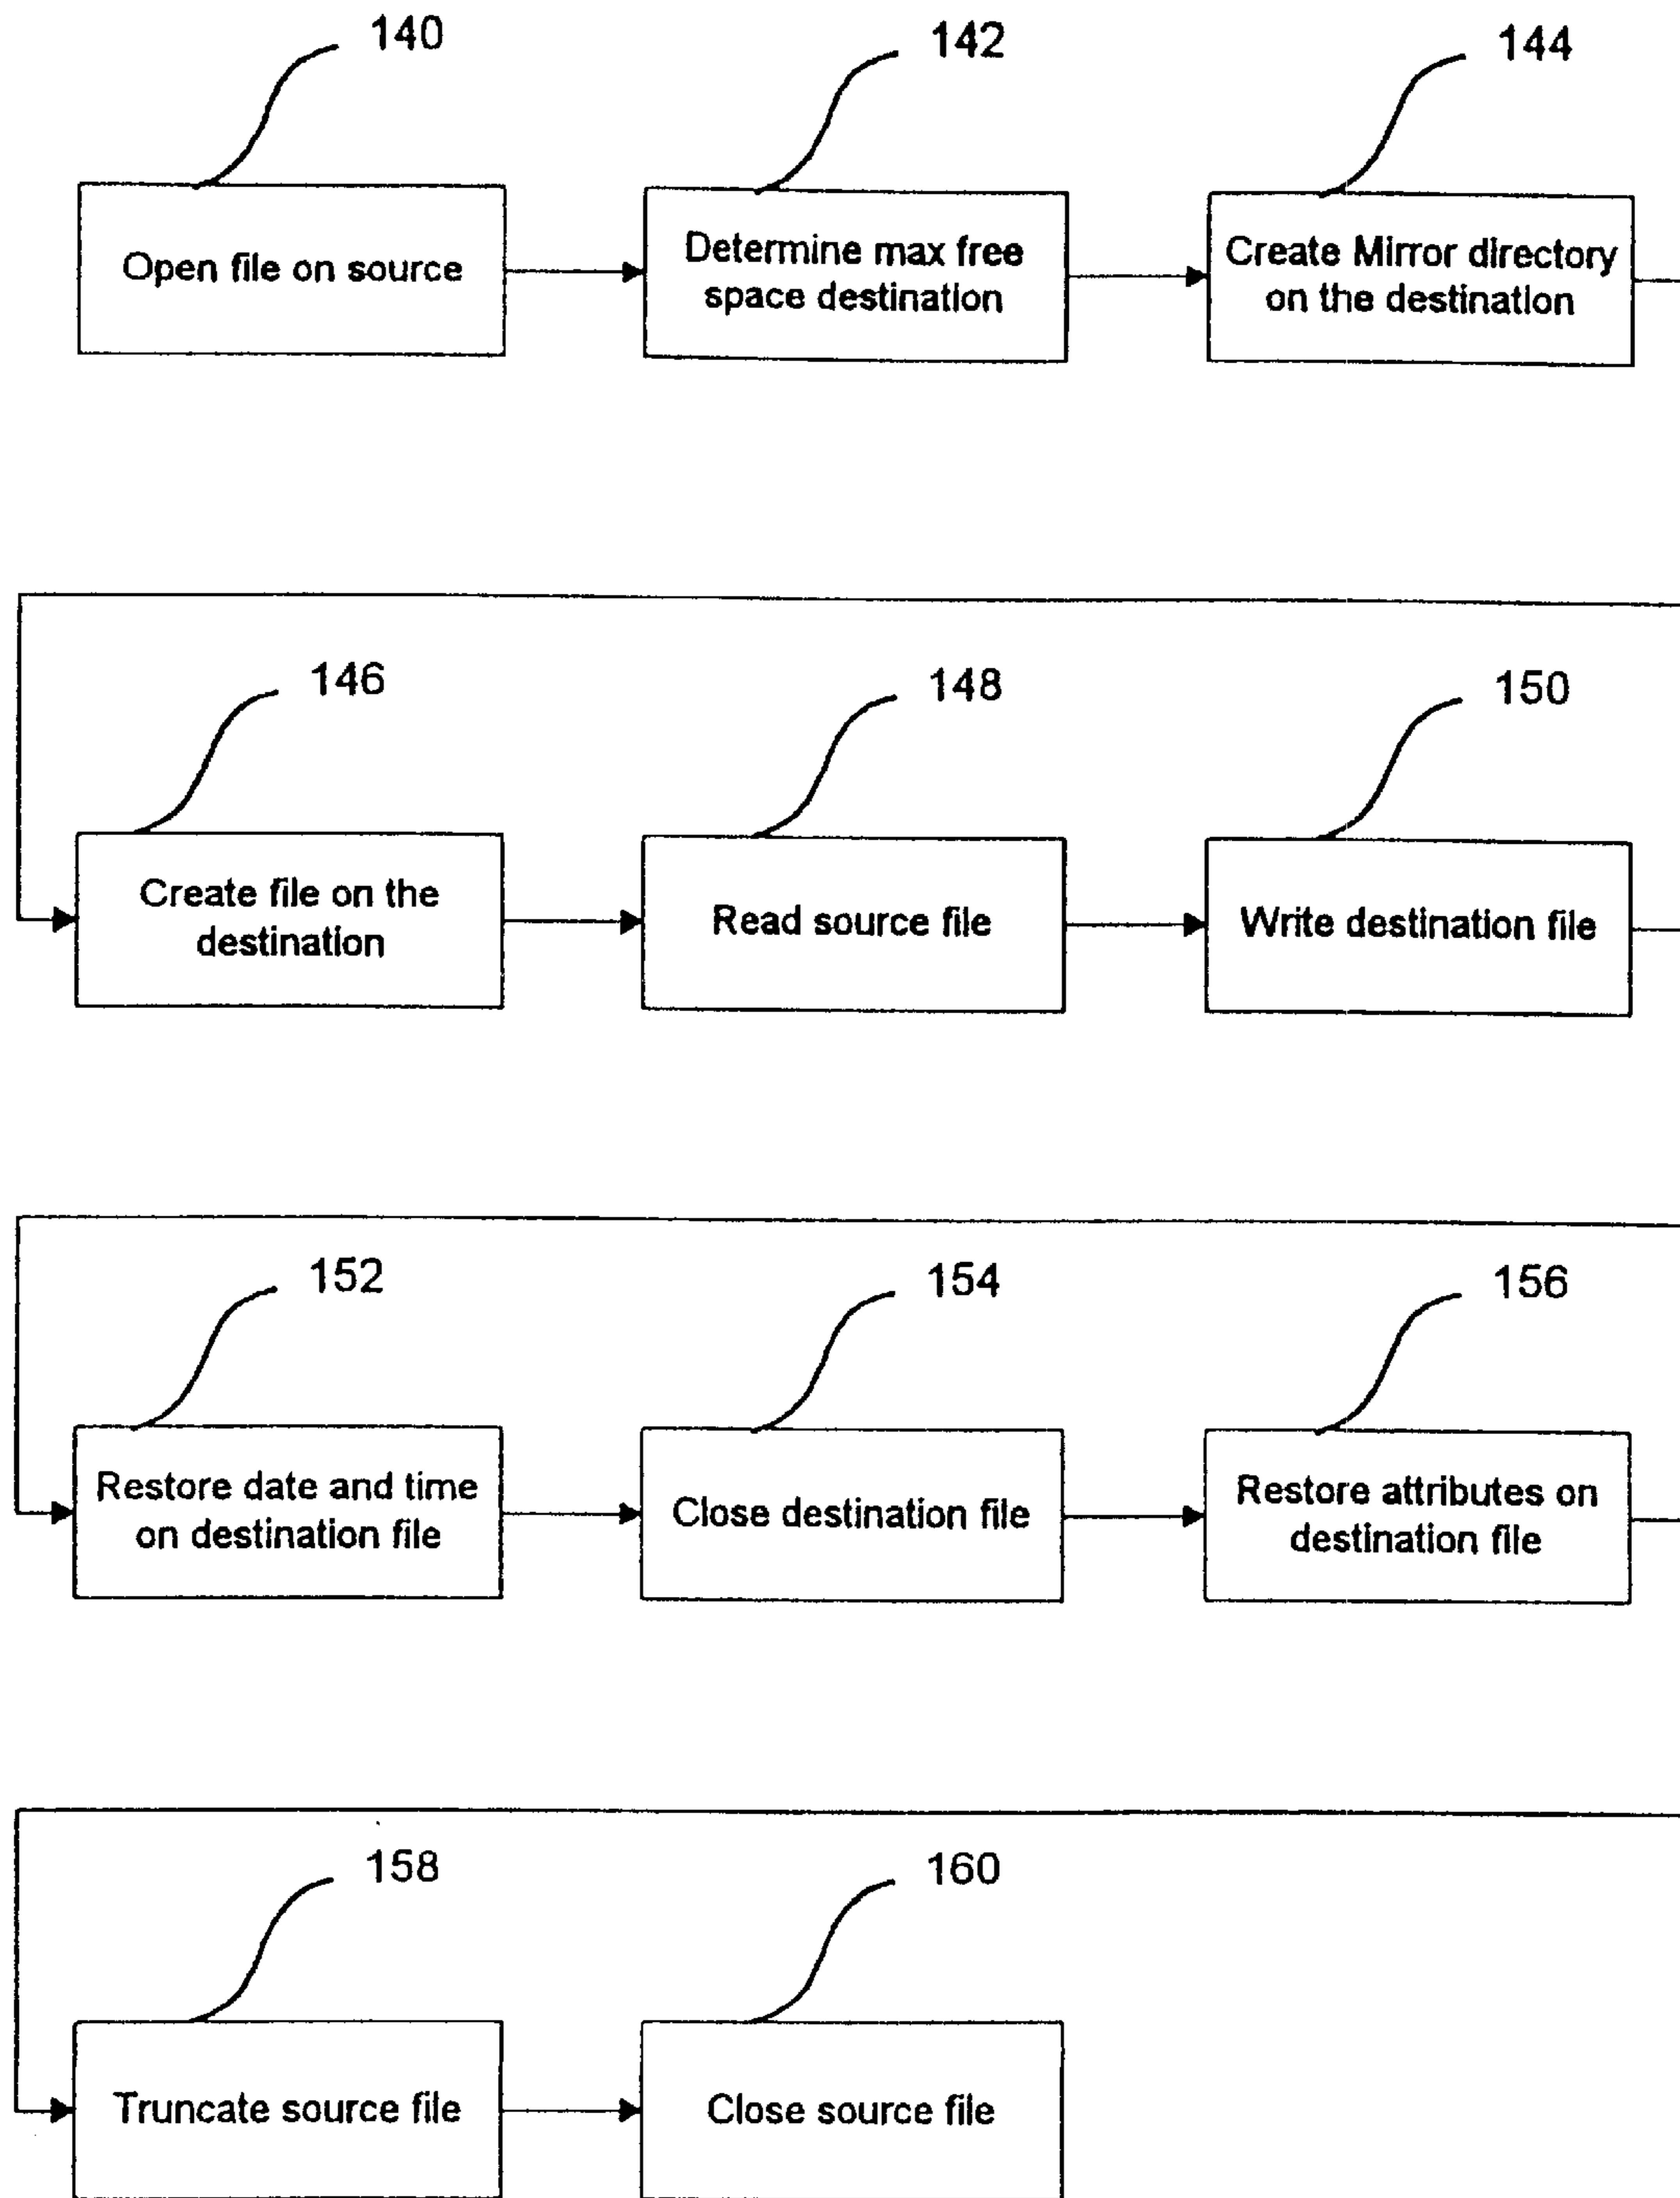 140
142
144
Open file on source
Determine max free
space destination
Create Mirror directory
on the destination
146
148
150
Create file on the
destination
Read source file
Write destination file
152
154
156
Restore date and time
on destination file
Close destination file
Restore attributes on
destination file
158
160
Truncate source file
Close source file